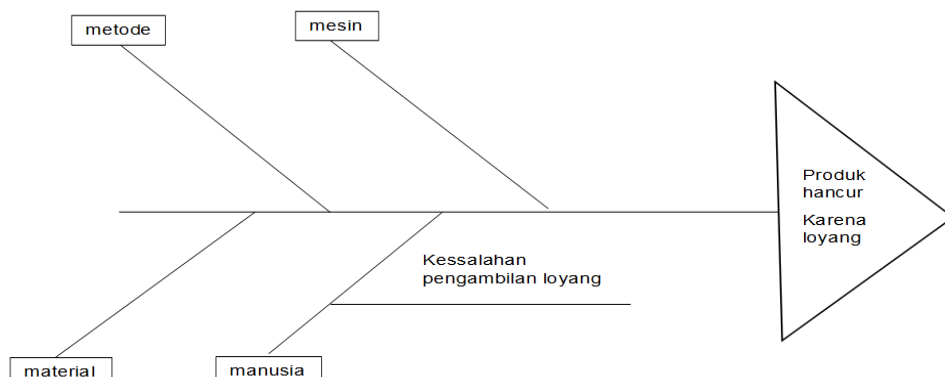 metode
mesin
Produk
hancur
Karena
loyang
Kessalahan
pengambilan loyang
material
manusia